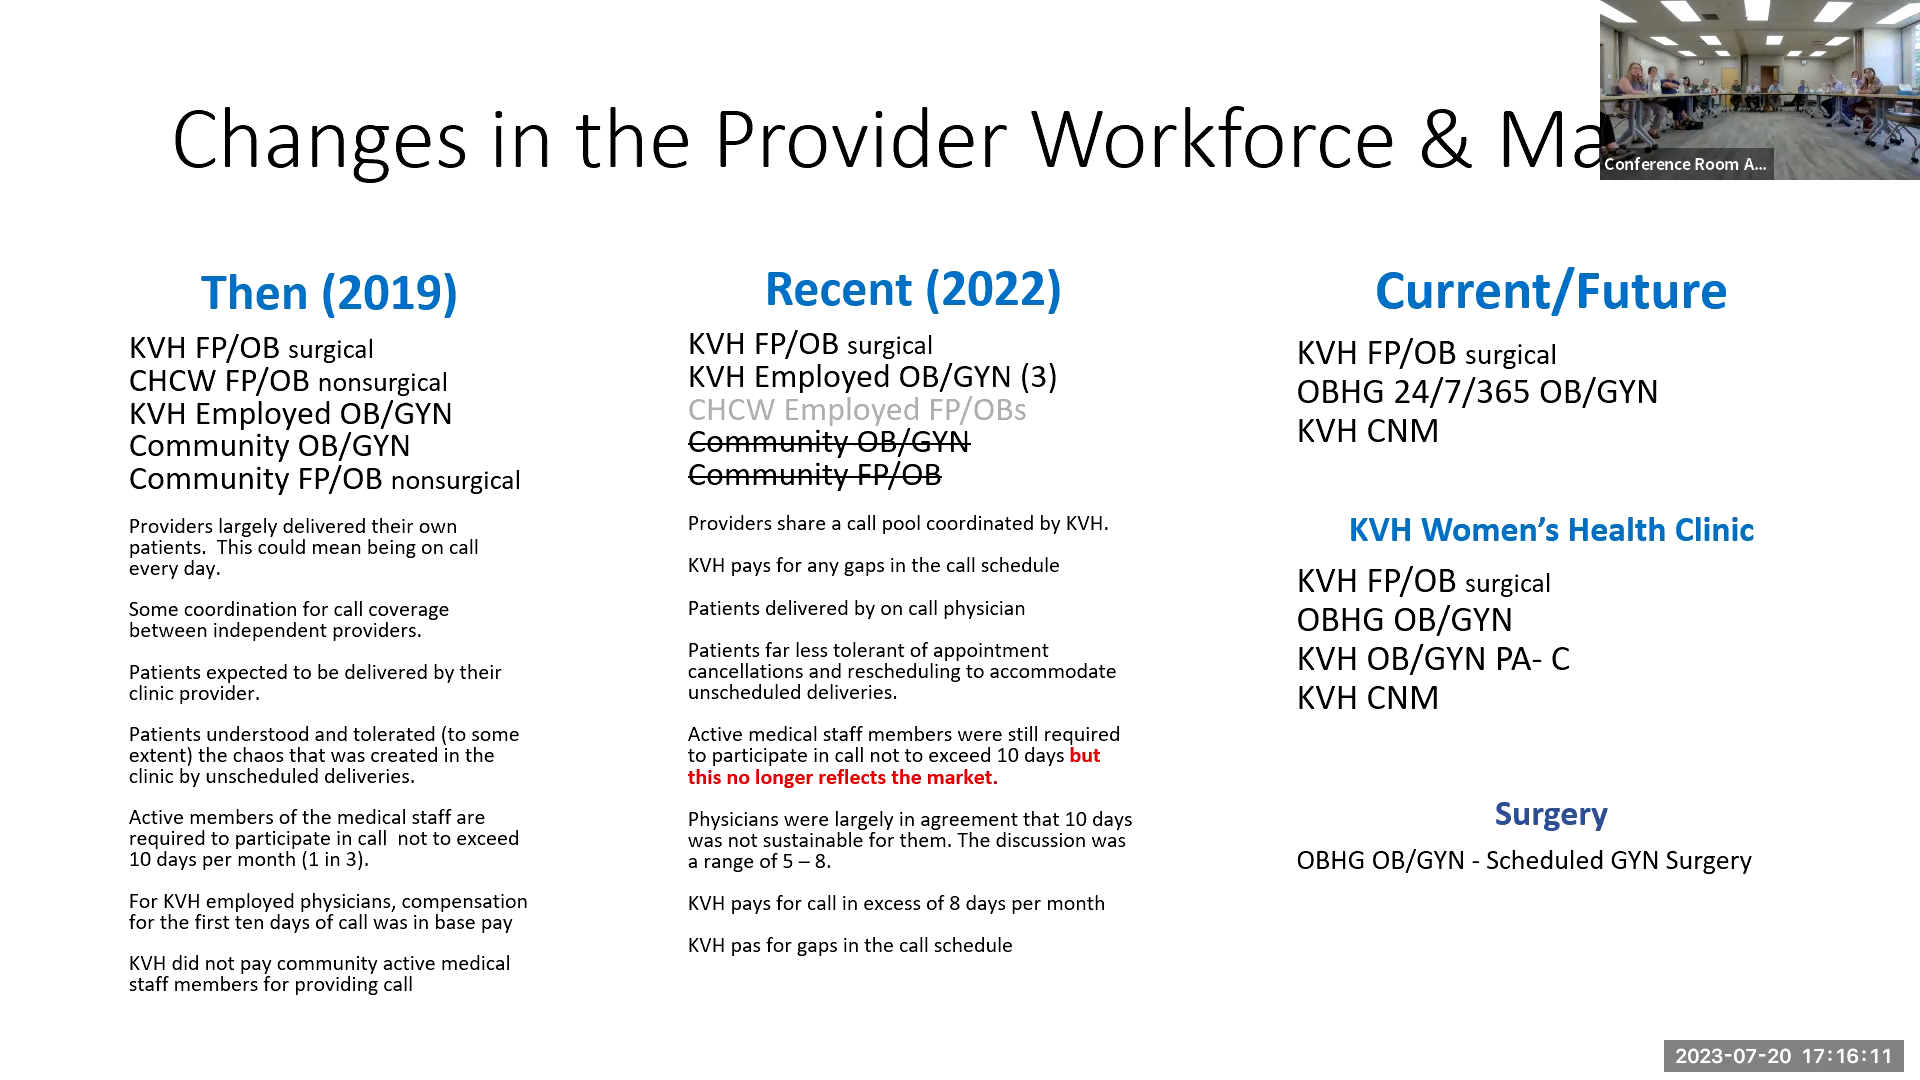 Changes in the Provider Workforce & Ma
Conference Room A...
Then (2019)
KVH FP/OB surgical
CHCW FP/OB nonsurgical
KVH Employed OB/GYN
Community OB/GYN
Community FP/OB nonsurgical
Providers largely delivered their own
patients.  This could mean being on call
every day.
Some coordination for call coverage
between independent providers.
Patients expected to be delivered by their
clinic provider.
Patients understood and tolerated (to some
extent) the chaos that was created in the
clinic by unscheduled deliveries.
Active members of the medical staff are
required to participate in call  not to exceed
10 days per month (1 in 3).
For KVH employed physicians, compensation
for the first ten days of call was in base pay
KVH did not pay community active medical
staff members for providing call
Recent (2022)
KVH FP/OB surgical
KVH Employed OB/GYN (3)
CHCW Employed FP/OBs
Community OB/GYN
Community FP/OB
Providers share a call pool coordinated by KVH.
KVH pays for any gaps in the call schedule
Patients delivered by on call physician
Patients far less tolerant of appointment
cancellations and rescheduling to accommodate
unscheduled deliveries.
Active medical staff members were still required
to participate in call not to exceed 10 days but
this no longer reflects the market.
Physicians were largely in agreement that 10 days
was not sustainable for them. The discussion was
a range of 5 – 8.
KVH pays for call in excess of 8 days per month
KVH pas for gaps in the call schedule
Current/Future
KVH FP/OB surgical
OBHG 24/7/365 OB/GYN
KVH CNM
KVH Women’s Health Clinic
KVH FP/OB surgical
OBHG OB/GYN
KVH OB/GYN PA- C
KVH CNM
Surgery
OBHG OB/GYN - Scheduled GYN Surgery
2023-07-20 17:16:11